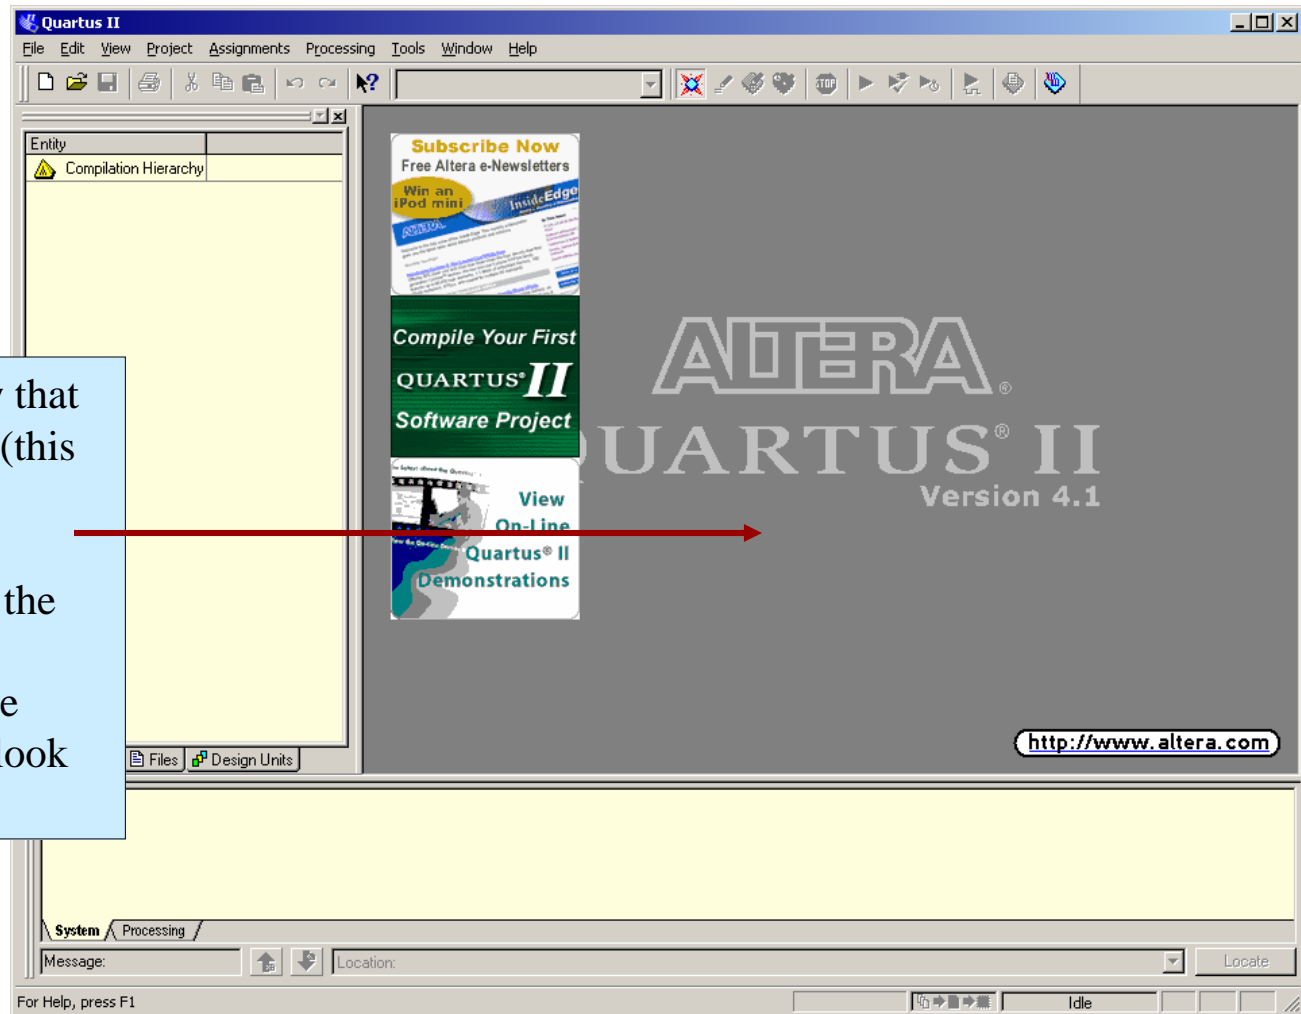 Quartus II
File Edit View Project Assignments Processing Tools Window Help
Entity
Compilation Hierarchy
Subscribe Now
Free Altera e-Newsletters
Win an
iPod mini
InsideEdge
ALTERA
Compile Your First
QUARTUS® II
Software Project
View
On-Line
Quartus® II
Demonstrations
ALTERA®
QUARTUS® II
Version 4.1
http://www.altera.com
that
(this
the
e
look
Files Design Units
System Processing
Message:
Location:
Locate
For Help, press F1
Idle